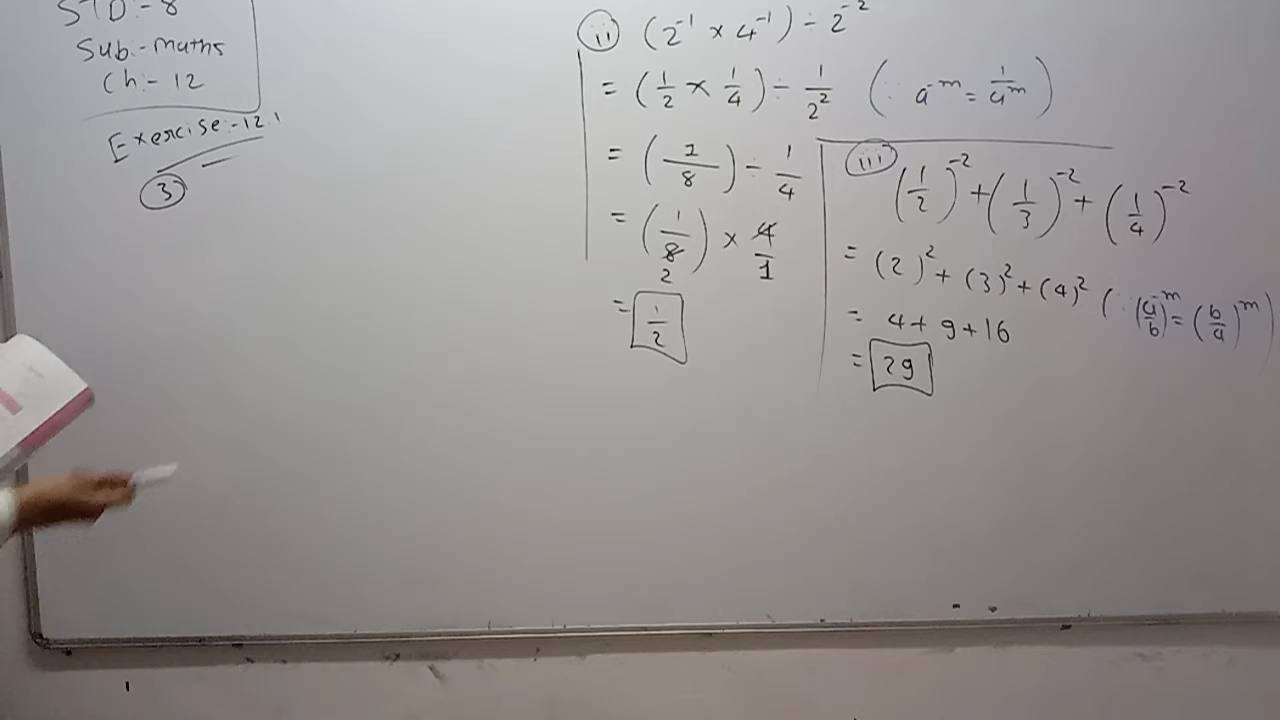 STD:- 8
Sub:- maths
Ch:- 12
Exercise:-12.1
3
ii (2⁻¹ × 4⁻¹) ÷ 2⁻²
= (1/2 × 1/4) ÷ 1/2² (∵ a⁻ᵐ = 1/aᵐ)
= (1/8) ÷ 1/4
= (1/8) × 4/1
2
= 1/2
iii (1/2)⁻² + (1/3)⁻² + (1/4)⁻²
= (2)² + (3)² + (4)² (∵ (a/b)⁻ᵐ = (b/a)ᵐ)
= 4 + 9 + 16
= 29